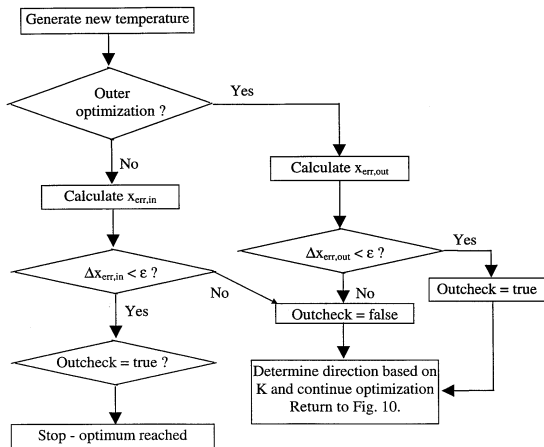 Generate new temperature
Outer
optimization ?
Yes
No
Calculate x_err,out
Calculate x_err,in
Δx_err,out < ε ?
Yes
Δx_err,in < ε ?
No
No
Outcheck = true
Outcheck = false
Yes
Outcheck = true ?
Determine direction based on
K and continue optimization
Return to Fig. 10.
Stop - optimum reached